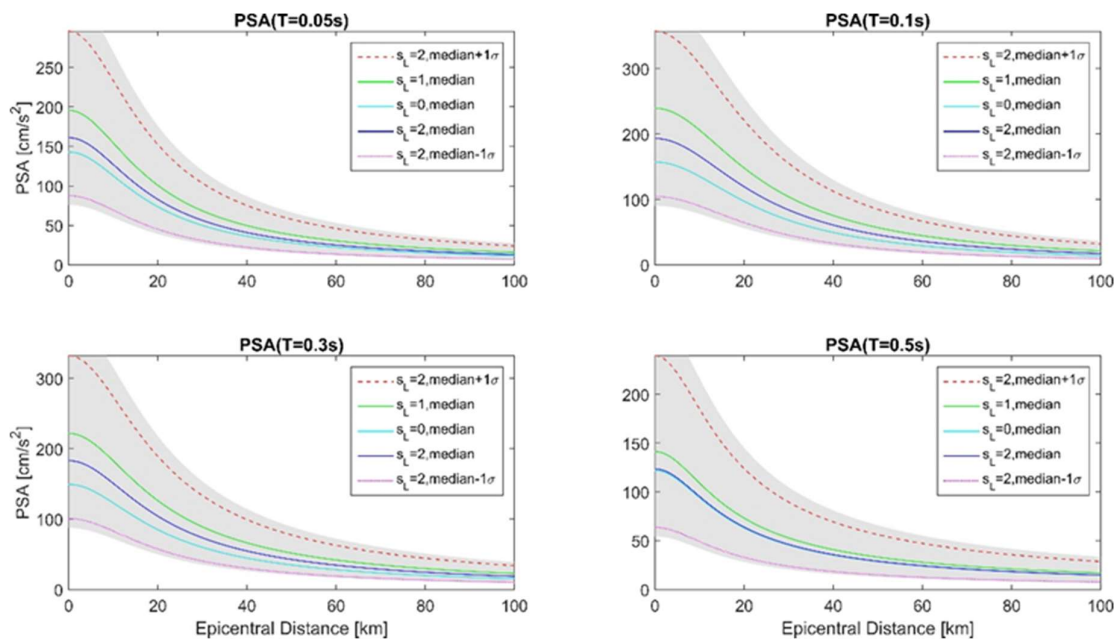 PSA(T=0.05s)
250
200
150
100
50
0
PSA [cm/s²]
s_L=2,median+1σ
s_L=1,median
s_L=0,median
s_L=2,median
s_L=2,median-1σ
0 20 40 60 80 100
PSA(T=0.1s)
300
200
100
0
s_L=2,median+1σ
s_L=1,median
s_L=0,median
s_L=2,median
s_L=2,median-1σ
0 20 40 60 80 100
PSA(T=0.3s)
300
200
100
0
PSA [cm/s²]
s_L=2,median+1σ
s_L=1,median
s_L=0,median
s_L=2,median
s_L=2,median-1σ
0 20 40 60 80 100
Epicentral Distance [km]
PSA(T=0.5s)
200
150
100
50
0
s_L=2,median+1σ
s_L=1,median
s_L=0,median
s_L=2,median
s_L=2,median-1σ
0 20 40 60 80 100
Epicentral Distance [km]